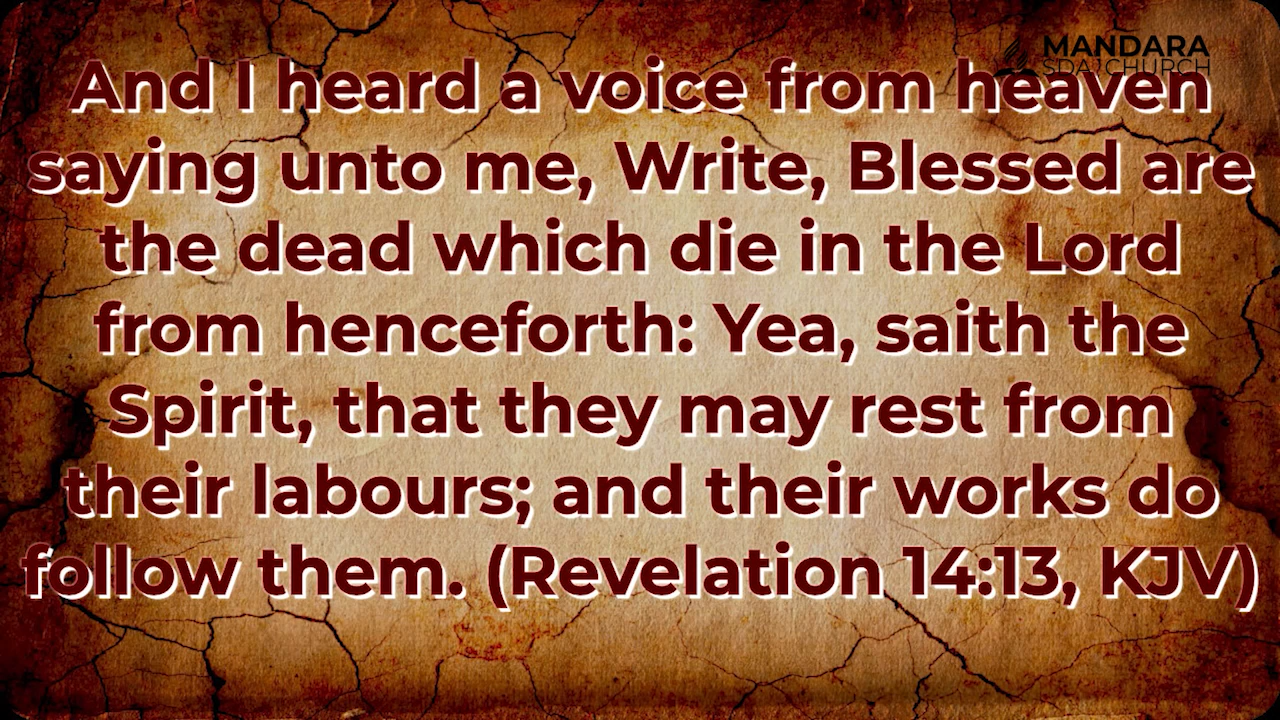 MANDARA
SDA CHURCH
And I heard a voice from heaven
saying unto me, Write, Blessed are
the dead which die in the Lord
from henceforth: Yea, saith the
Spirit, that they may rest from
their labours; and their works do
follow them. (Revelation 14:13, KJV)